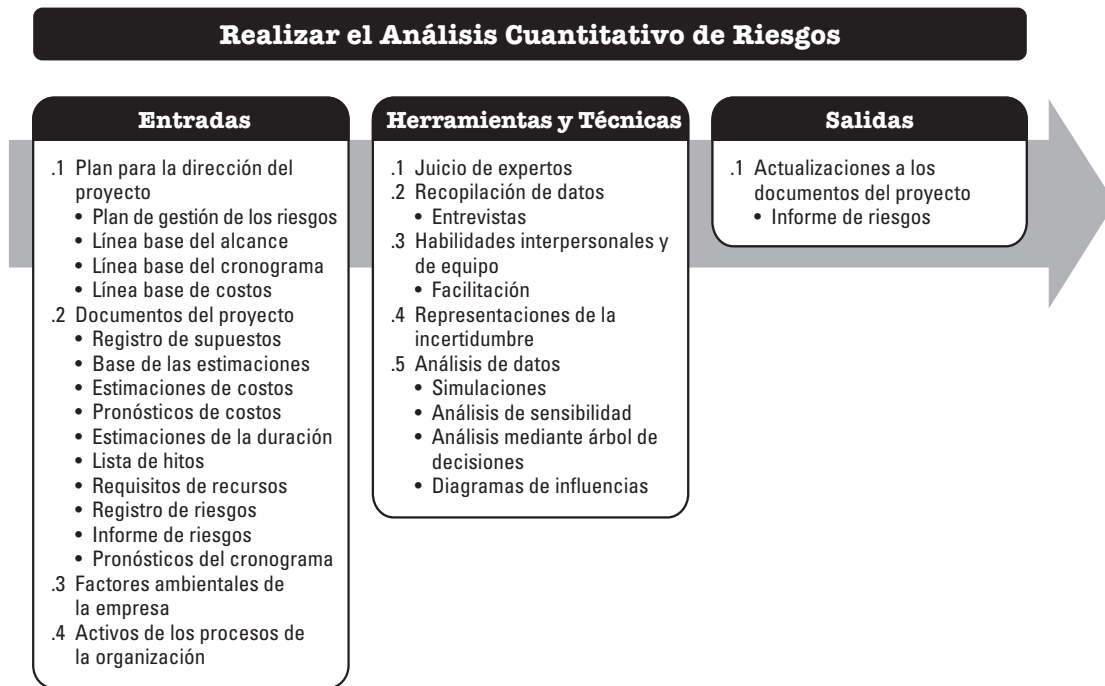 Realizar el Análisis Cuantitativo de Riesgos
Entradas
.1 Plan para la dirección del
proyecto
• Plan de gestión de los riesgos
• Línea base del alcance
• Línea base del cronograma
• Línea base de costos
.2 Documentos del proyecto
• Registro de supuestos
• Base de las estimaciones
• Estimaciones de costos
• Pronósticos de costos
• Estimaciones de la duración
• Lista de hitos
• Requisitos de recursos
• Registro de riesgos
• Informe de riesgos
• Pronósticos del cronograma
.3 Factores ambientales de
la empresa
.4 Activos de los procesos de
la organización
Herramientas y Técnicas
.1 Juicio de expertos
.2 Recopilación de datos
• Entrevistas
.3 Habilidades interpersonales y
de equipo
• Facilitación
.4 Representaciones de la
incertidumbre
.5 Análisis de datos
• Simulaciones
• Análisis de sensibilidad
• Análisis mediante árbol de
decisiones
• Diagramas de influencias
Salidas
.1 Actualizaciones a los
documentos del proyecto
• Informe de riesgos